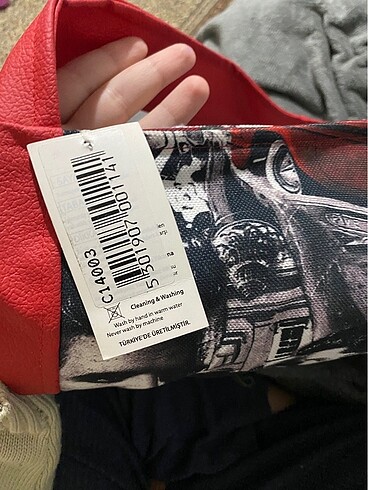 5301907001141
C14003
Cleaning & Washing
Wash by hand in warm water
Never wash by machine
TÜRKİYE'DE ÜRETİLMİŞTİR.